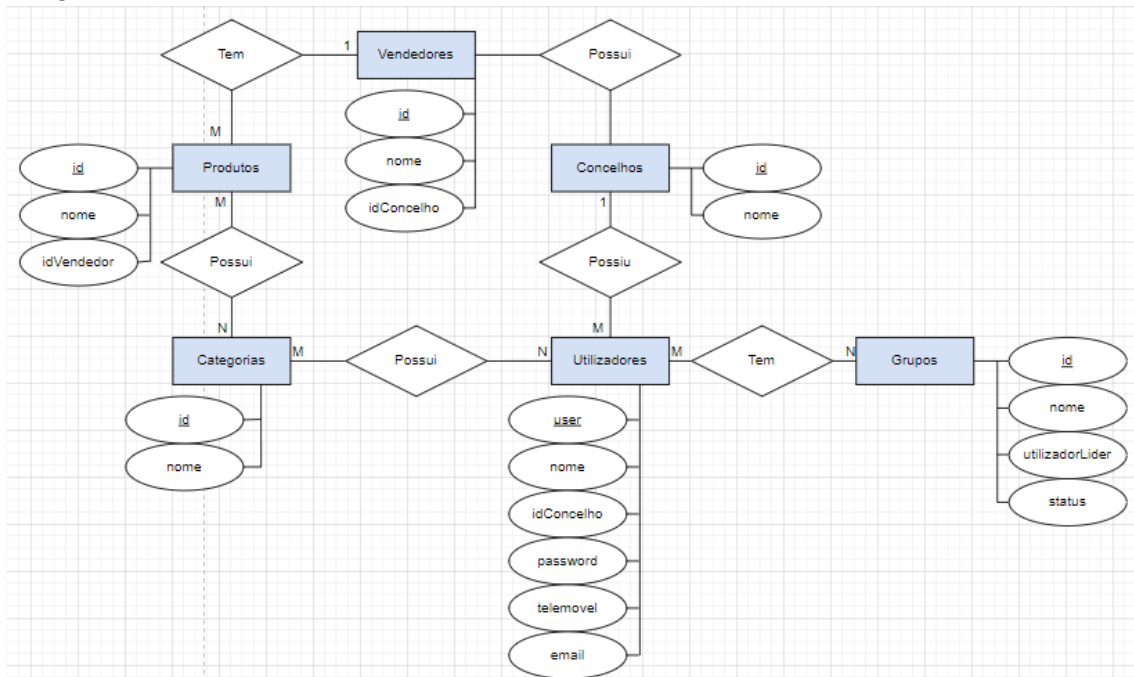 Tem
1
Vendedores
Possui
M
id
nome
idConcelho
Produtos
id
nome
idVendedor
M
Concelhos
id
nome
1
Possui
Possiu
N
M
Categorias
M
Possui
N
Utilizadores
M
Tem
N
Grupos
id
nome
utilizadorLider
status
id
nome
user
nome
idConcelho
password
telemovel
email